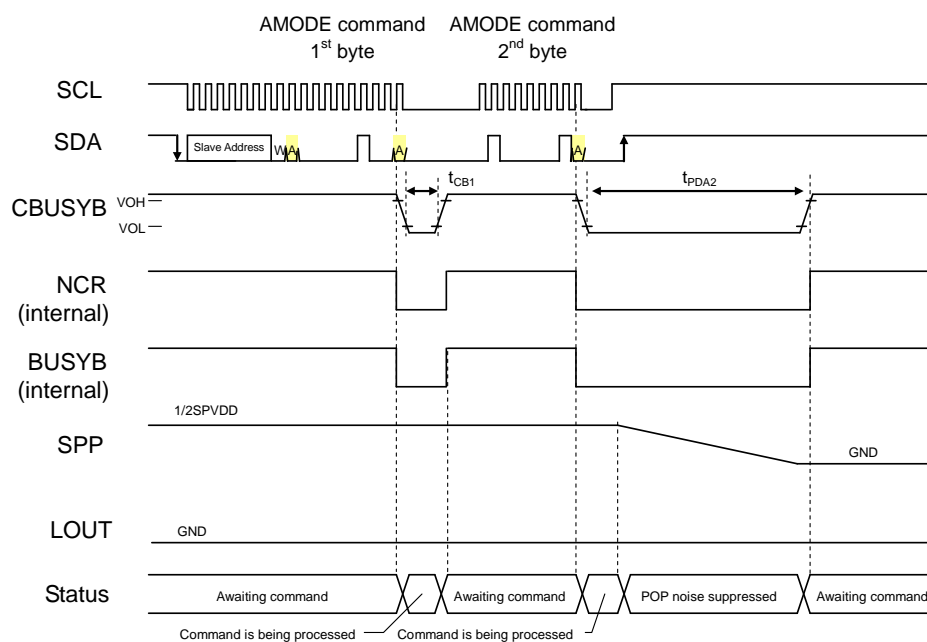 AMODE command
1st byte
AMODE command
2nd byte
SCL
SDA
Slave Address
W
A
A
A
tCB1
tPDA2
CBUSYB
VOH
VOL
NCR
(internal)
BUSYB
(internal)
1/2SPVDD
SPP
GND
LOUT
GND
Status
Awaiting command
Awaiting command
POP noise suppressed
Awaiting command
Command is being processed
Command is being processed